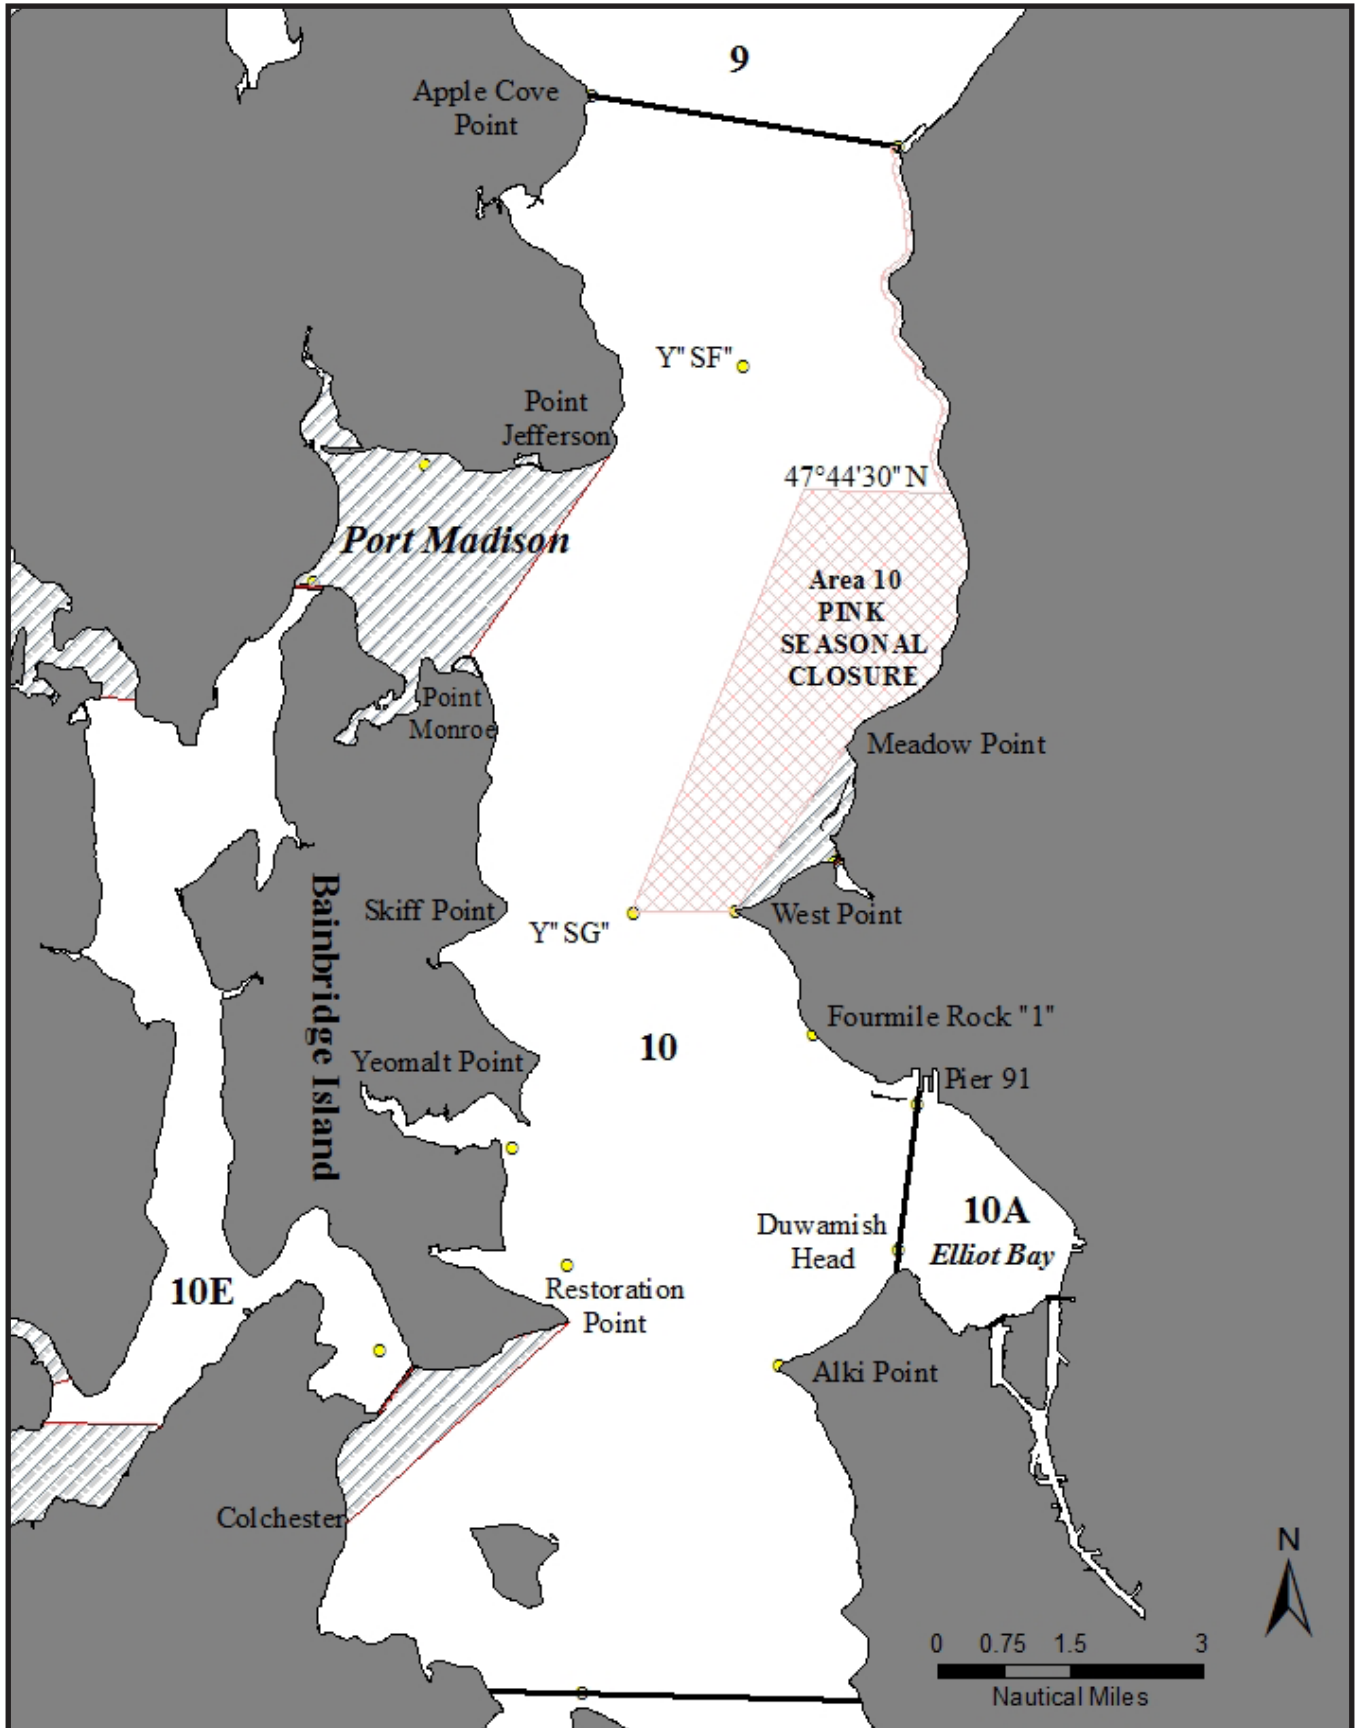 9
Apple Cove
Point
Y"SF"
Point
Jefferson
47°44'30"N
Port Madison
Area 10
PINK
SEASONAL
CLOSURE
Point
Monroe
Meadow Point
Bainbridge Island
Skiff Point
West Point
Y"SG"
Fourmile Rock "1"
10
Yeomalt Point
Pier 91
10A
Elliot Bay
Duwamish
Head
10E
Restoration
Point
Alki Point
Colchester
N
0 0.75 1.5 3
Nautical Miles